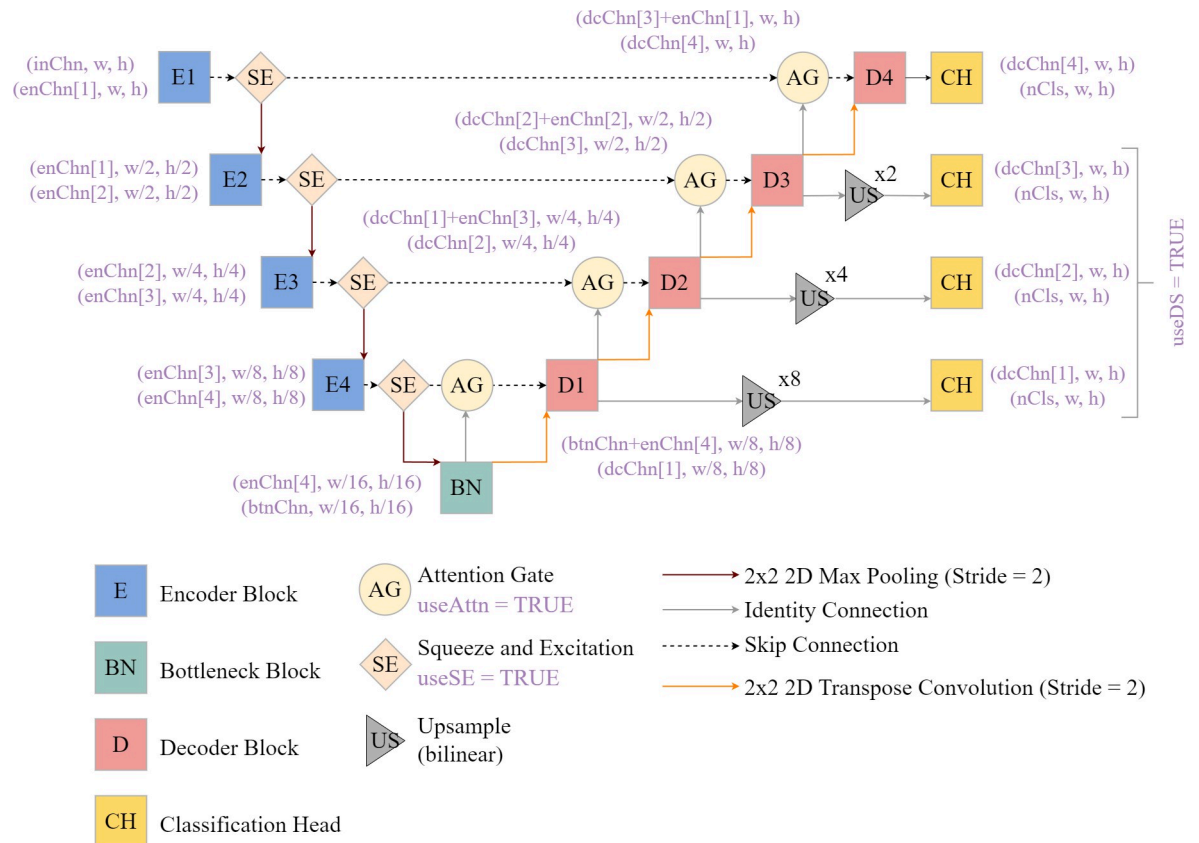 (dcChn[3]+enChn[1], w, h)
(dcChn[4], w, h)
(inChn, w, h)
(enChn[1], w, h)
E1
SE
AG
D4
CH
(dcChn[4], w, h)
(nCls, w, h)
(dcChn[2]+enChn[2], w/2, h/2)
(dcChn[3], w/2, h/2)
(enChn[1], w/2, h/2)
(enChn[2], w/2, h/2)
E2
SE
AG
D3
US
x2
CH
(dcChn[3], w, h)
(nCls, w, h)
(dcChn[1]+enChn[3], w/4, h/4)
(dcChn[2], w/4, h/4)
(enChn[2], w/4, h/4)
(enChn[3], w/4, h/4)
E3
SE
AG
D2
US
x4
CH
(dcChn[2], w, h)
(nCls, w, h)
useDS = TRUE
(enChn[3], w/8, h/8)
(enChn[4], w/8, h/8)
E4
SE
AG
D1
US
x8
CH
(dcChn[1], w, h)
(nCls, w, h)
(btnChn+enChn[4], w/8, h/8)
(dcChn[1], w/8, h/8)
(enChn[4], w/16, h/16)
(btnChn, w/16, h/16)
BN
E
Encoder Block
BN
Bottleneck Block
D
Decoder Block
CH
Classification Head
AG
Attention Gate
useAttn = TRUE
SE
Squeeze and Excitation
useSE = TRUE
US
Upsample
(bilinear)
2x2 2D Max Pooling (Stride = 2)
Identity Connection
Skip Connection
2x2 2D Transpose Convolution (Stride = 2)